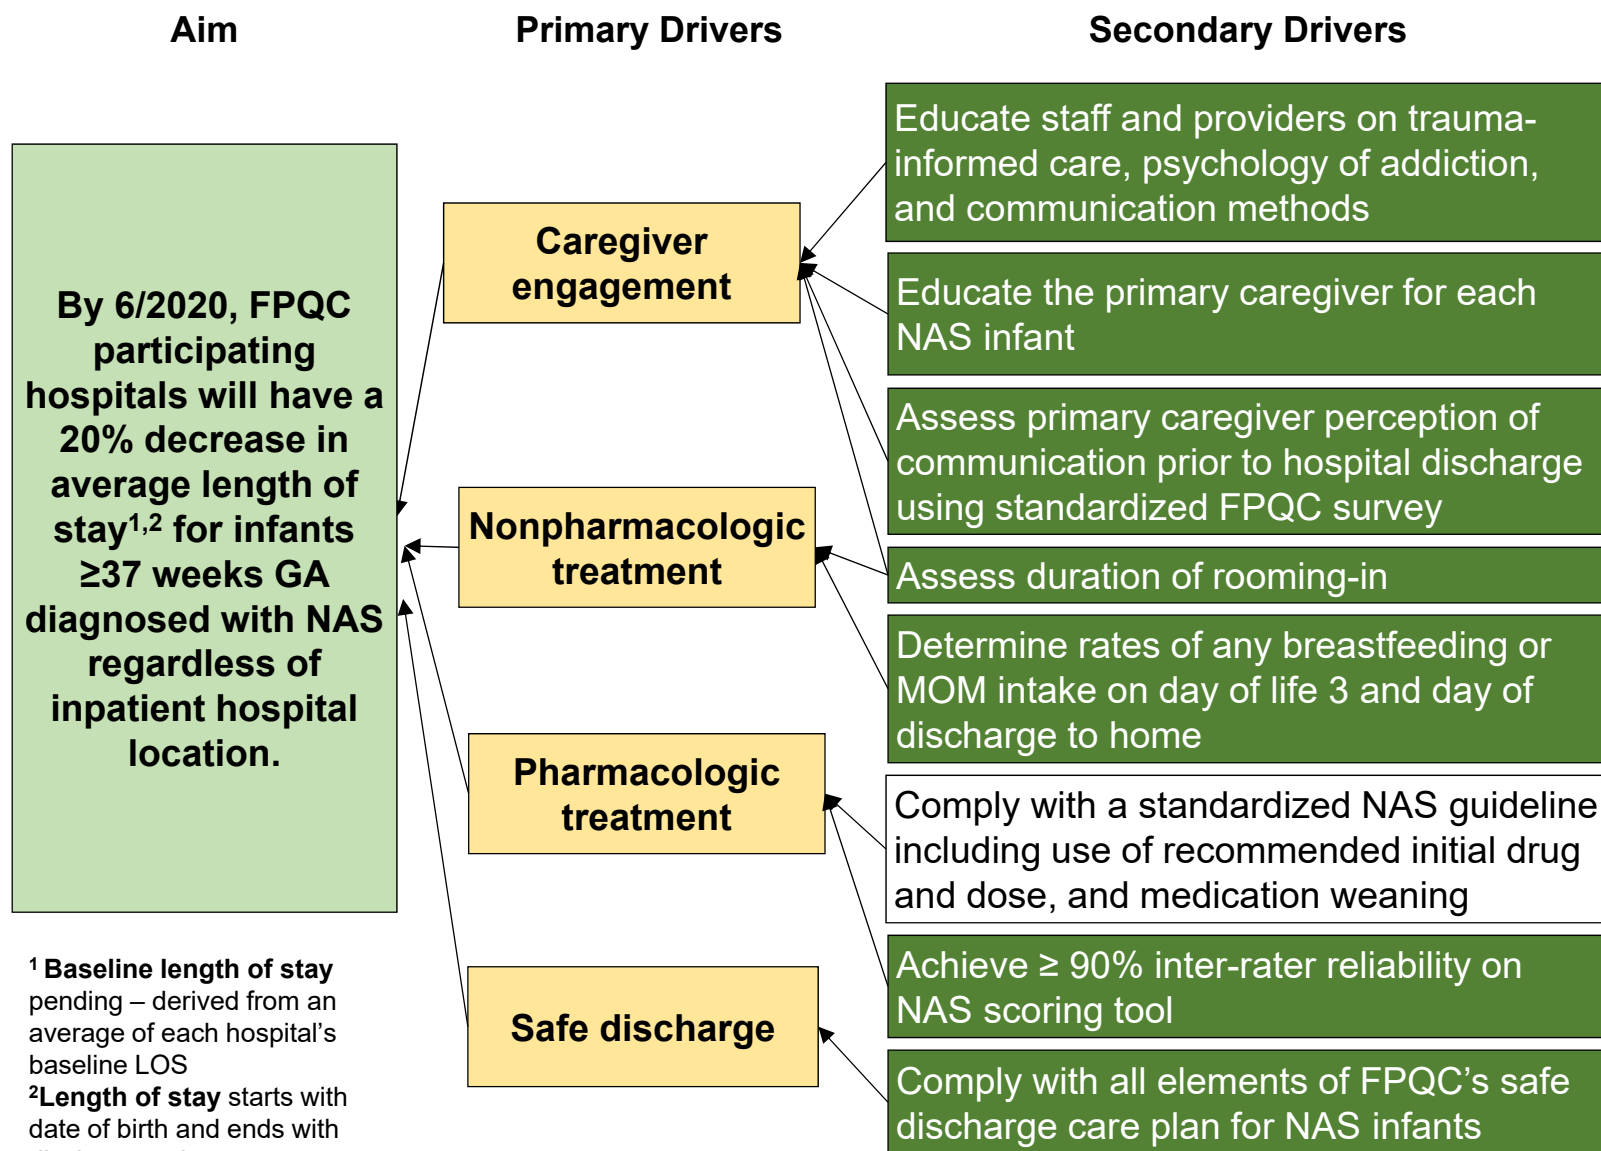 Aim
Primary Drivers
Secondary Drivers
By 6/2020, FPQC
participating
hospitals will have a
20% decrease in
average length of
stay1,2 for infants
≥37 weeks GA
diagnosed with NAS
regardless of
inpatient hospital
location.
1 Baseline length of stay
pending – derived from an
average of each hospital’s
baseline LOS
2Length of stay starts with
date of birth and ends with
Caregiver
engagement
Nonpharmacologic
treatment
Pharmacologic
treatment
Safe discharge
Educate staff and providers on trauma-
informed care, psychology of addiction,
and communication methods
Educate the primary caregiver for each
NAS infant
Assess primary caregiver perception of
communication prior to hospital discharge
using standardized FPQC survey
Assess duration of rooming-in
Determine rates of any breastfeeding or
MOM intake on day of life 3 and day of
discharge to home
Comply with a standardized NAS guideline
including use of recommended initial drug
and dose, and medication weaning
Achieve ≥ 90% inter-rater reliability on
NAS scoring tool
Comply with all elements of FPQC’s safe
discharge care plan for NAS infants